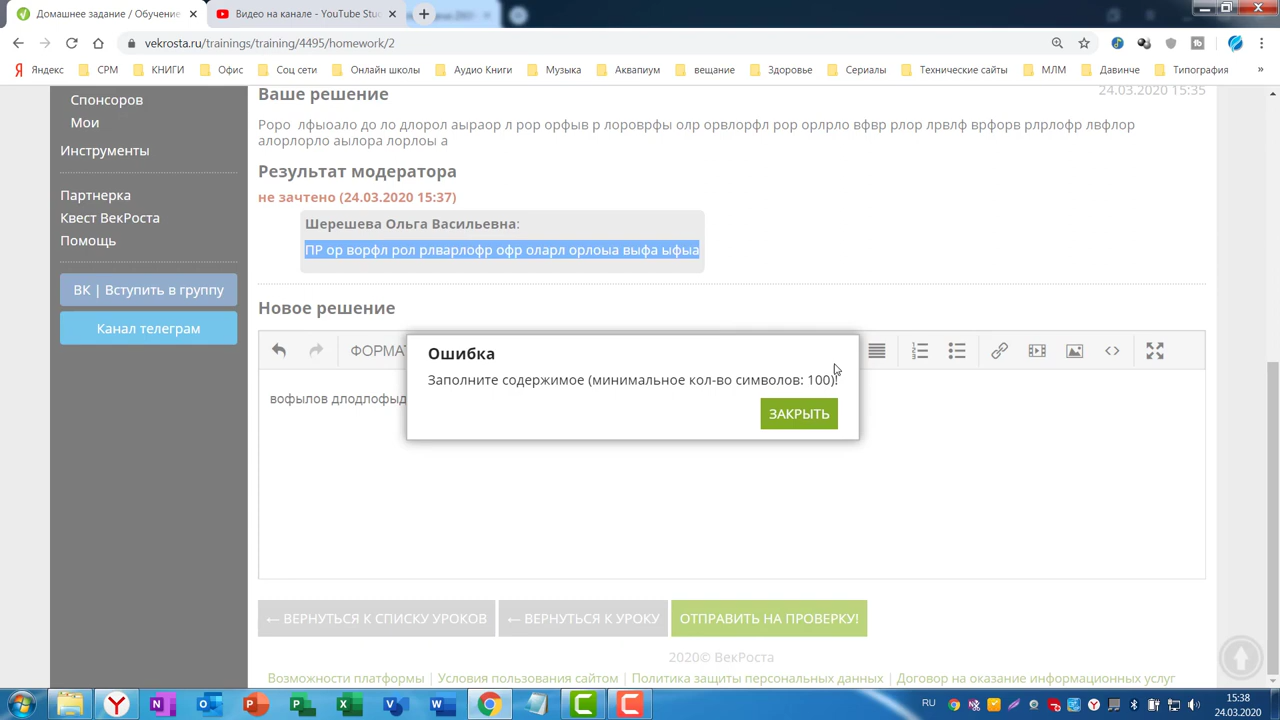 Домашнее задание / Обучение
Видео на канале - YouTube Stu
vekrosta.ru/trainings/training/4495/homework/2
Яндекс
СРМ
КНИГИ
Офис
Соц сети
Онлайн школы
Аудио Книги
Музыка
Аквапиум
вещание
Здоровье
Сериалы
Технические сайты
МЛМ
Давинче
Типография
»
Спонсоров
Мои
Инструменты
Партнерка
Квест ВекРоста
Помощь
ВК | Вступить в группу
Канал телеграм
Ваше решение
24.03.2020 15:35
Роро лфыоало до ло длорол аыраор л рор орфыв р лороврфы олр орвлорфл рор орлрло вфвр рлор лрвлф врфорв рлрлофр лвфлор
алорлорло аылора лорлоы а
Результат модератора
не зачтено (24.03.2020 15:37)
Шерешева Ольга Васильевна:
ПР ор ворфл рол рлварлофр офр оларл орлоыа выфа ыфыа
Новое решение
ФОРМАТ
Ошибка
Заполните содержимое (минимальное кол-во символов: 100)!
ЗАКРЫТЬ
вофылов длодлофыд
← ВЕРНУТЬСЯ К СПИСКУ УРОКОВ
← ВЕРНУТЬСЯ К УРОКУ
ОТПРАВИТЬ НА ПРОВЕРКУ!
2020© ВекРоста
Возможности платформы | Условия пользования сайтом | Политика защиты персональных данных | Договор на оказание информационных услуг
RU
15:38
24.03.2020